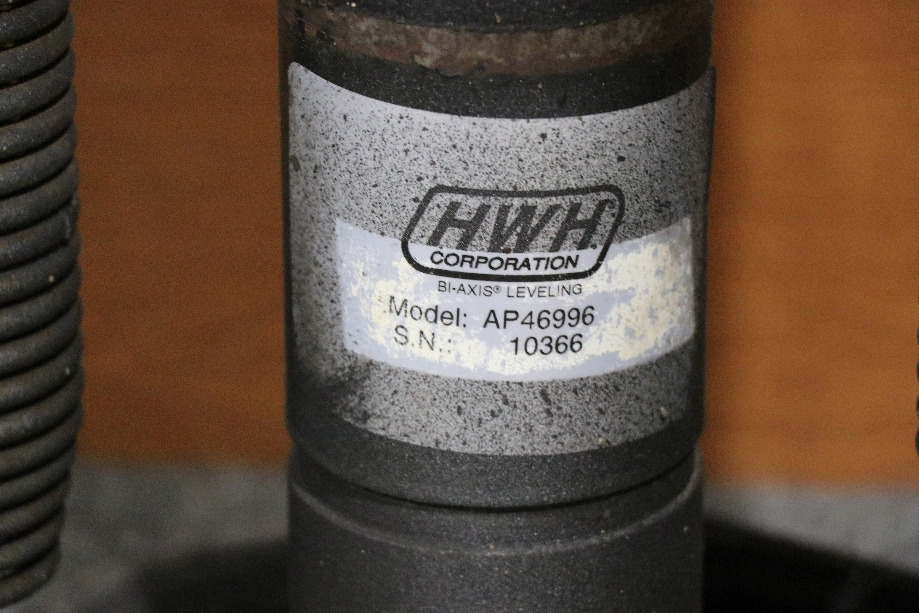 HWH
CORPORATION
BI-AXIS® LEVELING
Model: AP46996
S.N.: 10366